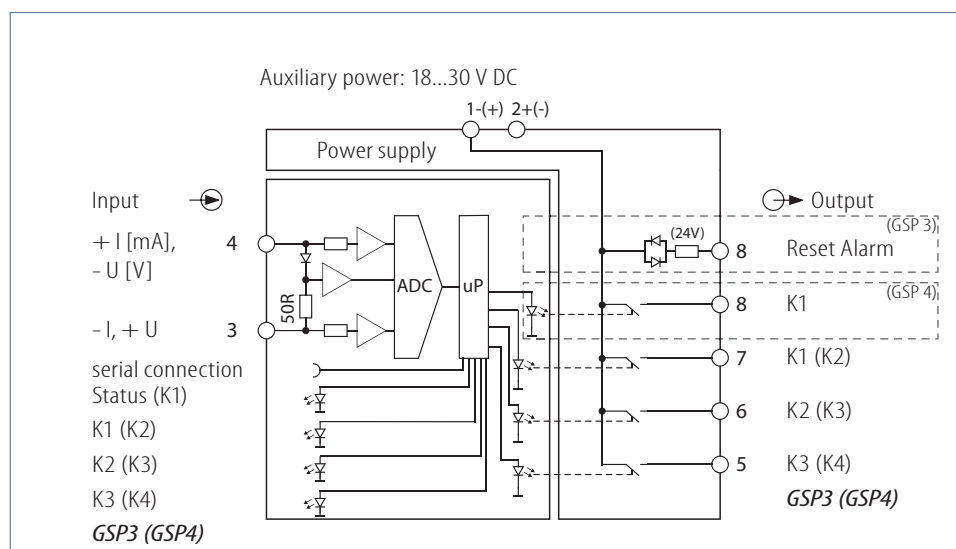 Auxiliary power: 18...30 V DC
1-(+) 2+(-)
Power supply
Input
Output
+ I [mA],
- U [V]
4
- I, + U 3
50R
ADC
uP
(GSP 3)
(24V)
8 Reset Alarm
(GSP 4)
8 K1
7 K1 (K2)
6 K2 (K3)
5 K3 (K4)
GSP3 (GSP4)
serial connection
Status (K1)
K1 (K2)
K2 (K3)
K3 (K4)
GSP3 (GSP4)